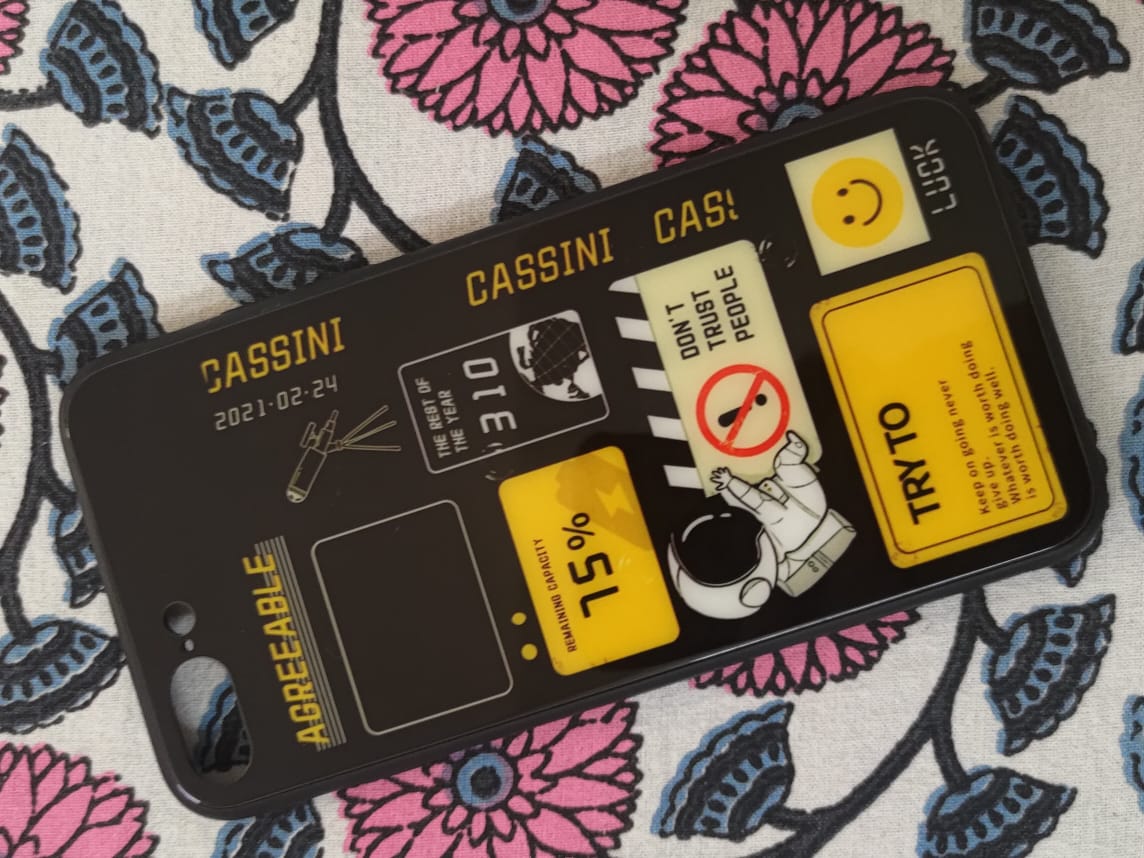 CASSINI
2021·02·24
CASSINI
CAS
THE REST OF
THE YEAR
310
DON'T
TRUST
PEOPLE
LUCK
AGREEABLE
REMAINING CAPACITY
75%
TRY TO
Keep on going never
give up.
Whatever is worth doing
is worth doing well.